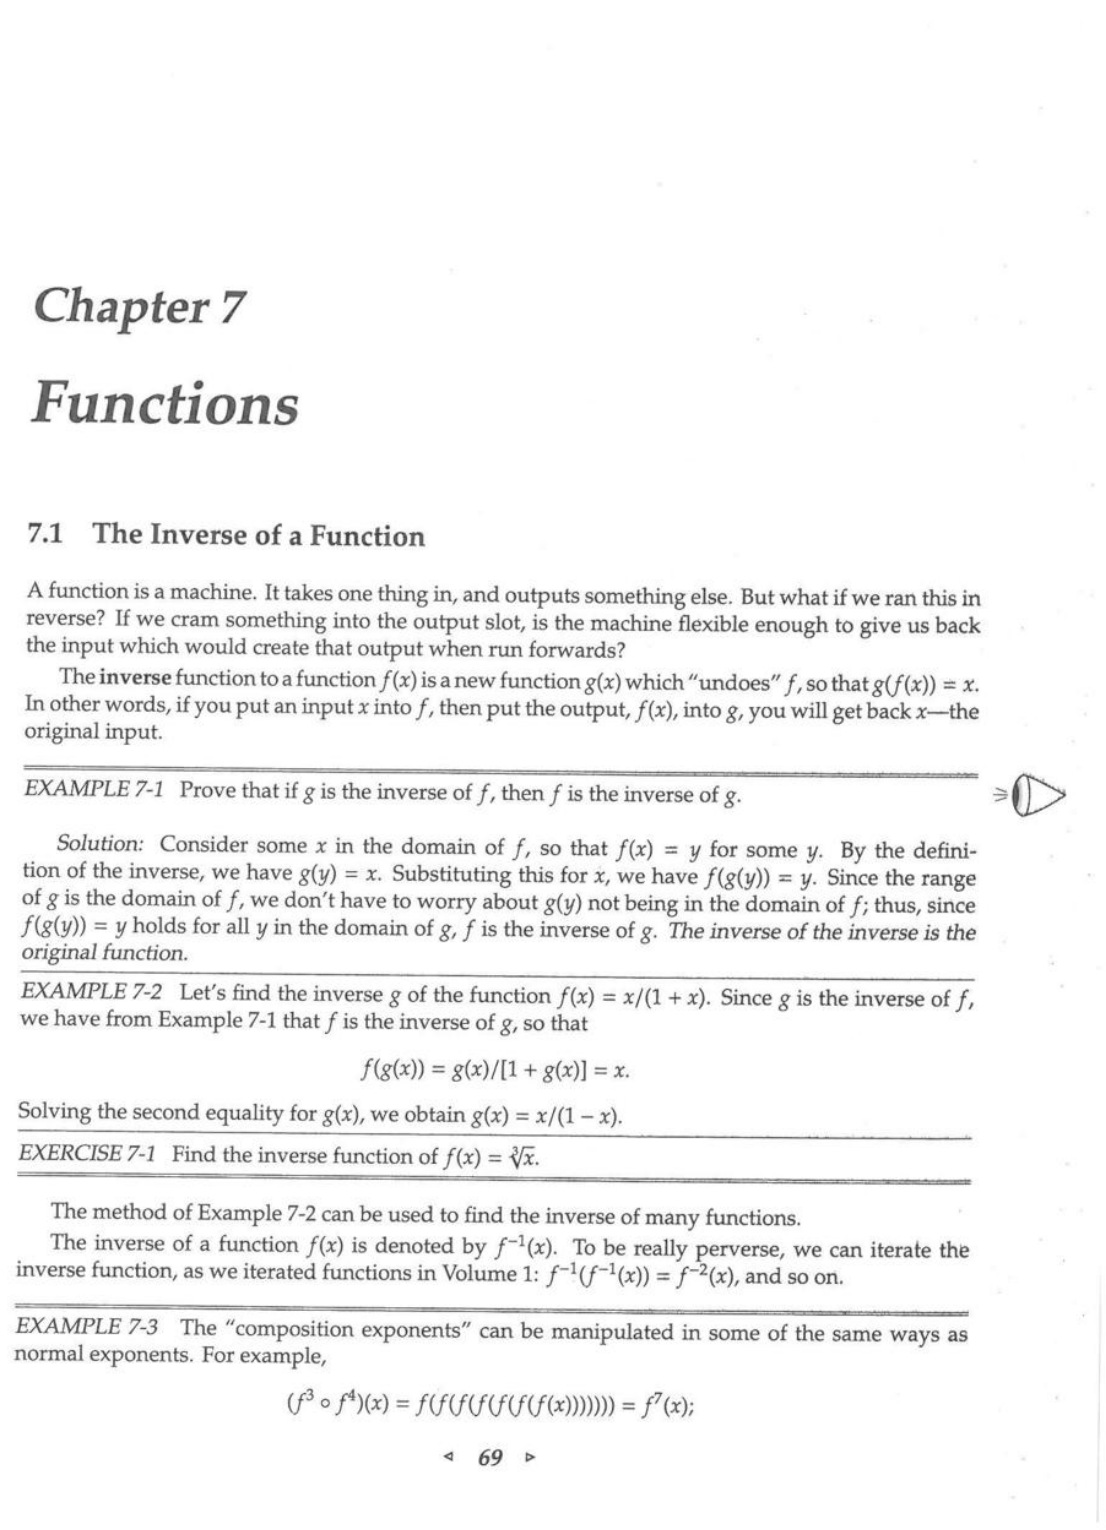 Chapter 7
Functions
7.1 The Inverse of a Function
A function is a machine. It takes one thing in, and outputs something else. But what if we ran this in
reverse? If we cram something into the output slot, is the machine flexible enough to give us back
the input which would create that output when run forwards?
The inverse function to a function f(x) is a new function g(x) which “undoes” f, so that g(f(x)) = x.
In other words, if you put an input x into f, then put the output, f(x), into g, you will get back x—the
original input.
EXAMPLE 7-1 Prove that if g is the inverse of f, then f is the inverse of g.
Solution: Consider some x in the domain of f, so that f(x) = y for some y. By the defini-
tion of the inverse, we have g(y) = x. Substituting this for x, we have f(g(y)) = y. Since the range
of g is the domain of f, we don't have to worry about g(y) not being in the domain of f; thus, since
f(g(y)) = y holds for all y in the domain of g, f is the inverse of g. The inverse of the inverse is the
original function.
EXAMPLE 7-2 Let's find the inverse g of the function f(x) = x/(1 + x). Since g is the inverse of f,
we have from Example 7-1 that f is the inverse of g, so that
f(g(x)) = g(x)/[1 + g(x)] = x.
Solving the second equality for g(x), we obtain g(x) = x/(1 – x).
EXERCISE 7-1 Find the inverse function of f(x) = ∛x.
The method of Example 7-2 can be used to find the inverse of many functions.
The inverse of a function f(x) is denoted by f⁻¹(x). To be really perverse, we can iterate the
inverse function, as we iterated functions in Volume 1: f⁻¹(f⁻¹(x)) = f⁻²(x), and so on.
EXAMPLE 7-3 The “composition exponents” can be manipulated in some of the same ways as
normal exponents. For example,
(f³ ∘ f⁴)(x) = f(f(f(f(f(f(f(x))))))) = f⁷(x);
◃ 69 ▹